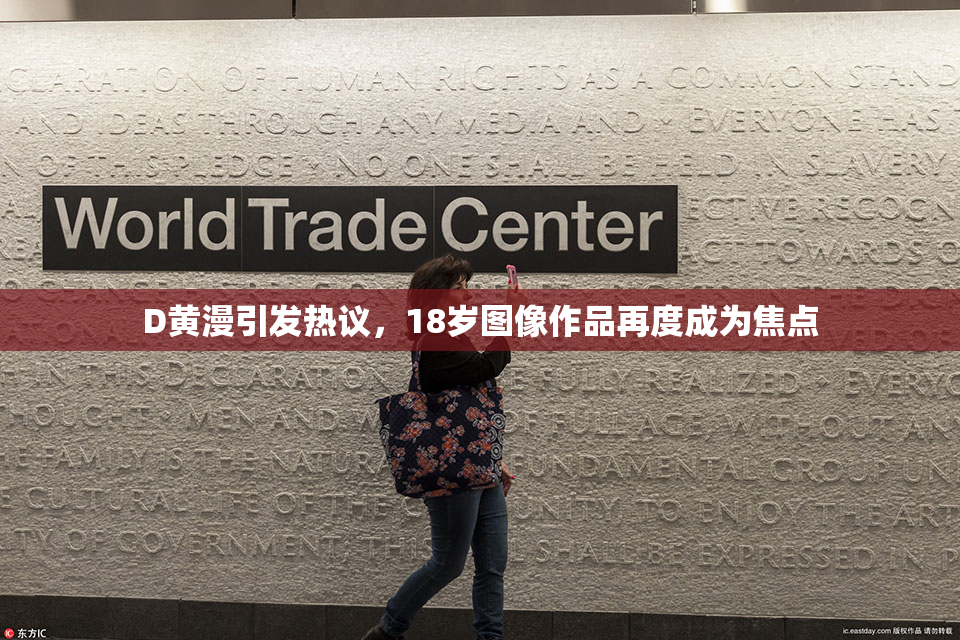 CLARATION OF HUMAN RIGHTS AS A COMMON STAND
AND IDEAS THROUGH ANY MEDIA AND · EVERYONE HAS T
N OF THIS PLEDGE · NO ONE SHALL BE HELD IN SLAVERY
World Trade Center
ECTIVE RECOGN
ACT TOWARDS O
D黄漫引发热议，18岁图像作品再度成为焦点
IN THIS DECLARATION FULLY REALIZED · EVERYO
THOUGHT MEN AND OF FULL AGE, WITHO
E FAMILY IS THE NATURA FUNDAMENTAL GROUP
E CULTURAL LIFE OF THE COMMUNITY, TO ENJOY THE ART
TY OF GOVERNMENT; THIS SHALL BE EXPRESSED IN P
东方IC
ic.eastday.com 版权作品 请勿转载